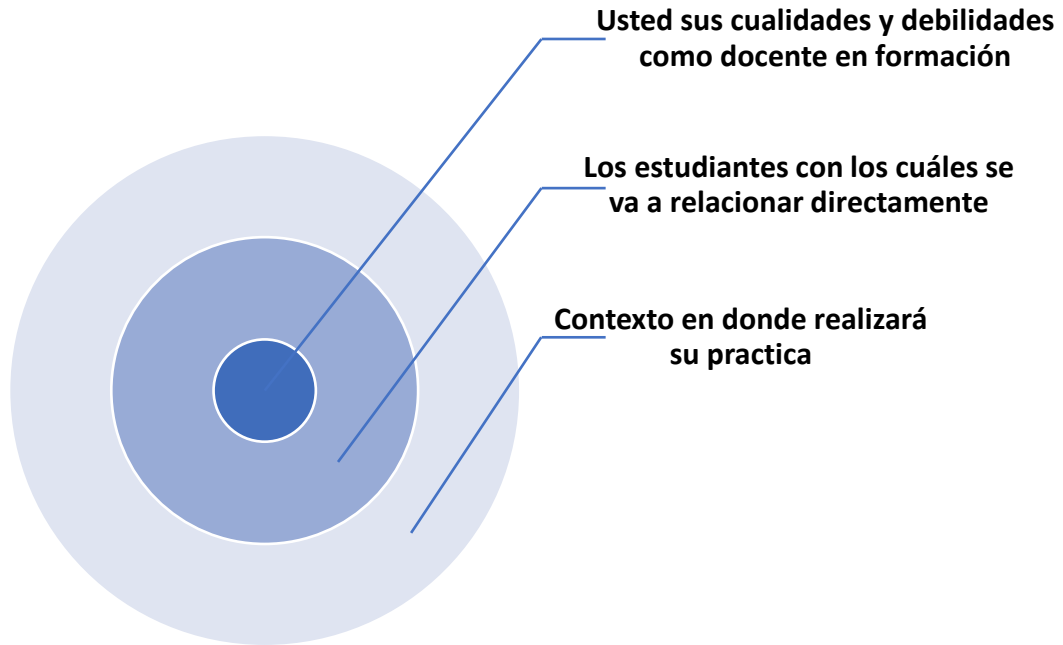 Usted sus cualidades y debilidades
como docente en formación
Los estudiantes con los cuáles se
va a relacionar directamente
Contexto en donde realizará
su practica